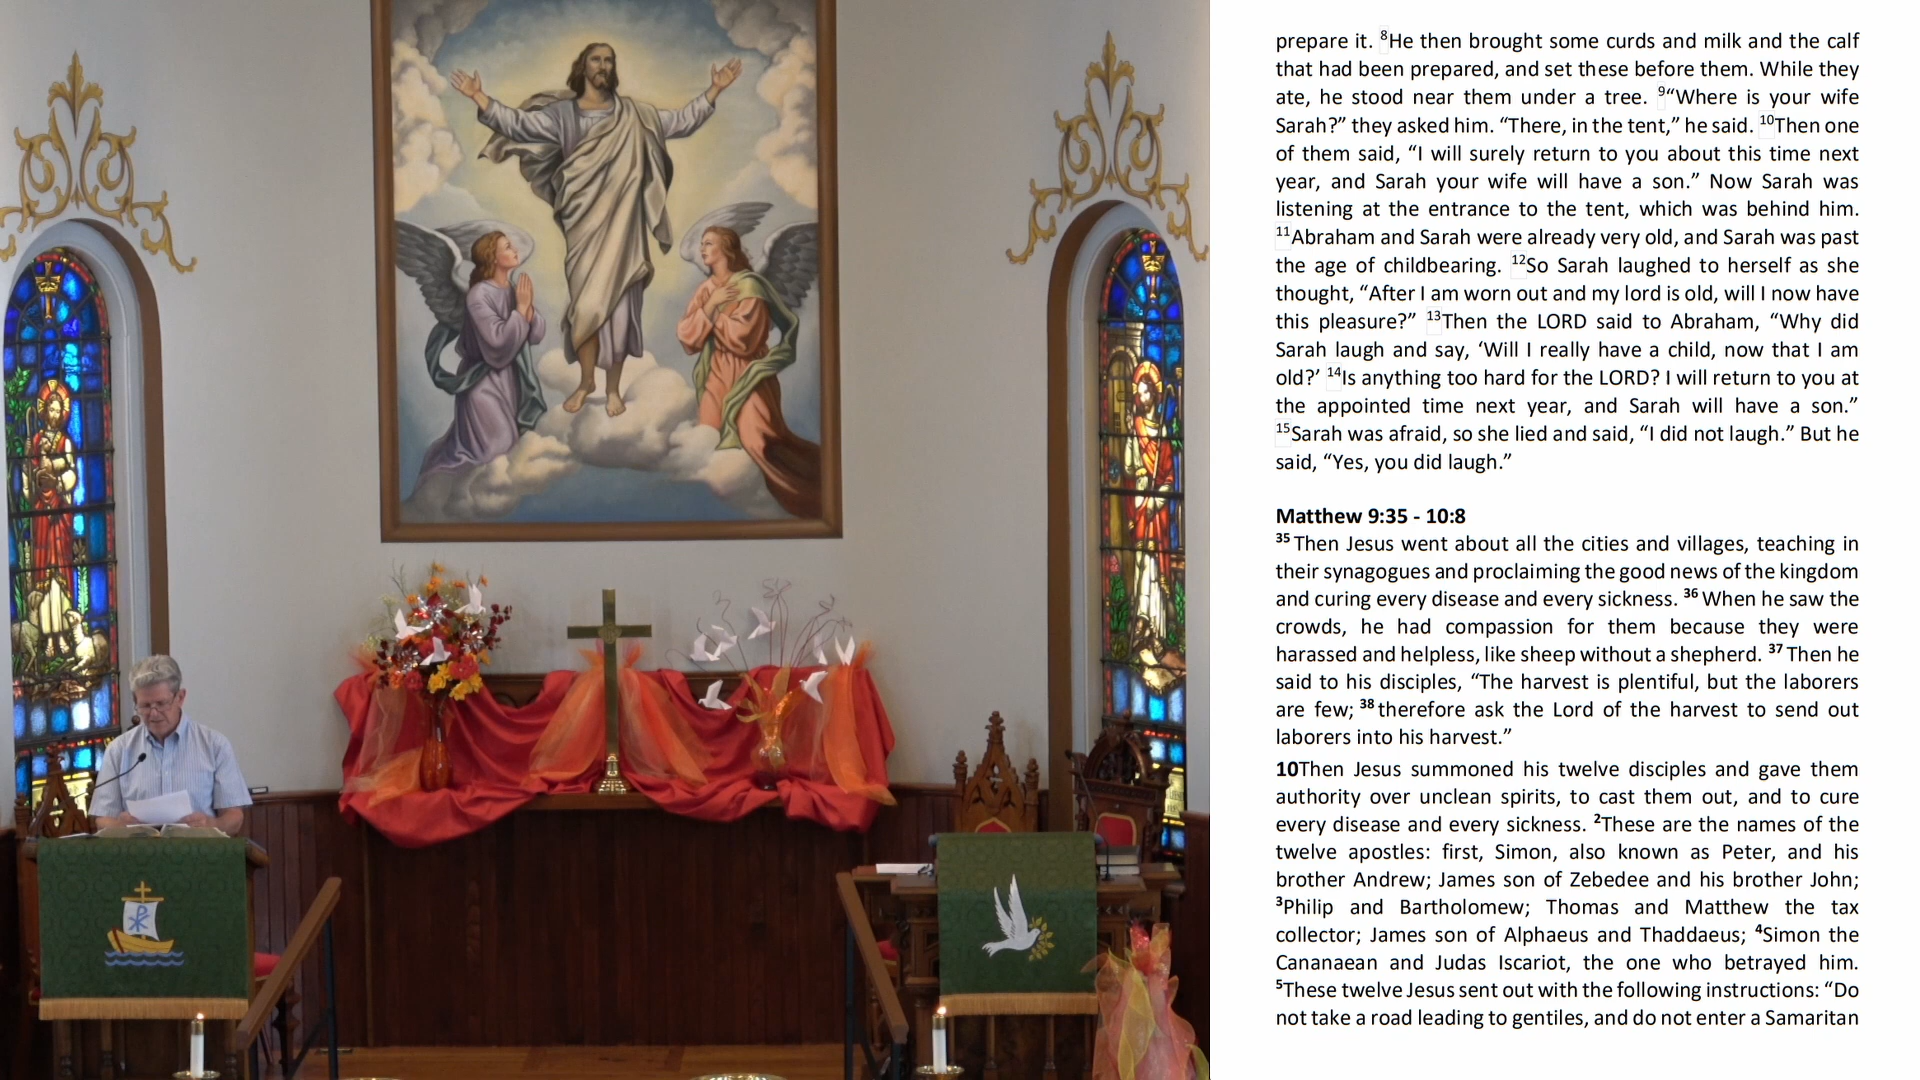 prepare it. 8He then brought some curds and milk and the calf
that had been prepared, and set these before them. While they
ate, he stood near them under a tree. 9“Where is your wife
Sarah?” they asked him. “There, in the tent,” he said. 10Then one
of them said, “I will surely return to you about this time next
year, and Sarah your wife will have a son.” Now Sarah was
listening at the entrance to the tent, which was behind him.
11Abraham and Sarah were already very old, and Sarah was past
the age of childbearing. 12So Sarah laughed to herself as she
thought, “After I am worn out and my lord is old, will I now have
this pleasure?” 13Then the LORD said to Abraham, “Why did
Sarah laugh and say, ‘Will I really have a child, now that I am
old?’ 14Is anything too hard for the LORD? I will return to you at
the appointed time next year, and Sarah will have a son.”
15Sarah was afraid, so she lied and said, “I did not laugh.” But he
said, “Yes, you did laugh.”
Matthew 9:35 - 10:8
35 Then Jesus went about all the cities and villages, teaching in
their synagogues and proclaiming the good news of the kingdom
and curing every disease and every sickness. 36 When he saw the
crowds, he had compassion for them because they were
harassed and helpless, like sheep without a shepherd. 37 Then he
said to his disciples, “The harvest is plentiful, but the laborers
are few; 38 therefore ask the Lord of the harvest to send out
laborers into his harvest.”
10Then Jesus summoned his twelve disciples and gave them
authority over unclean spirits, to cast them out, and to cure
every disease and every sickness. 2These are the names of the
twelve apostles: first, Simon, also known as Peter, and his
brother Andrew; James son of Zebedee and his brother John;
3Philip and Bartholomew; Thomas and Matthew the tax
collector; James son of Alphaeus and Thaddaeus; 4Simon the
Cananaean and Judas Iscariot, the one who betrayed him.
5These twelve Jesus sent out with the following instructions: “Do
not take a road leading to gentiles, and do not enter a Samaritan